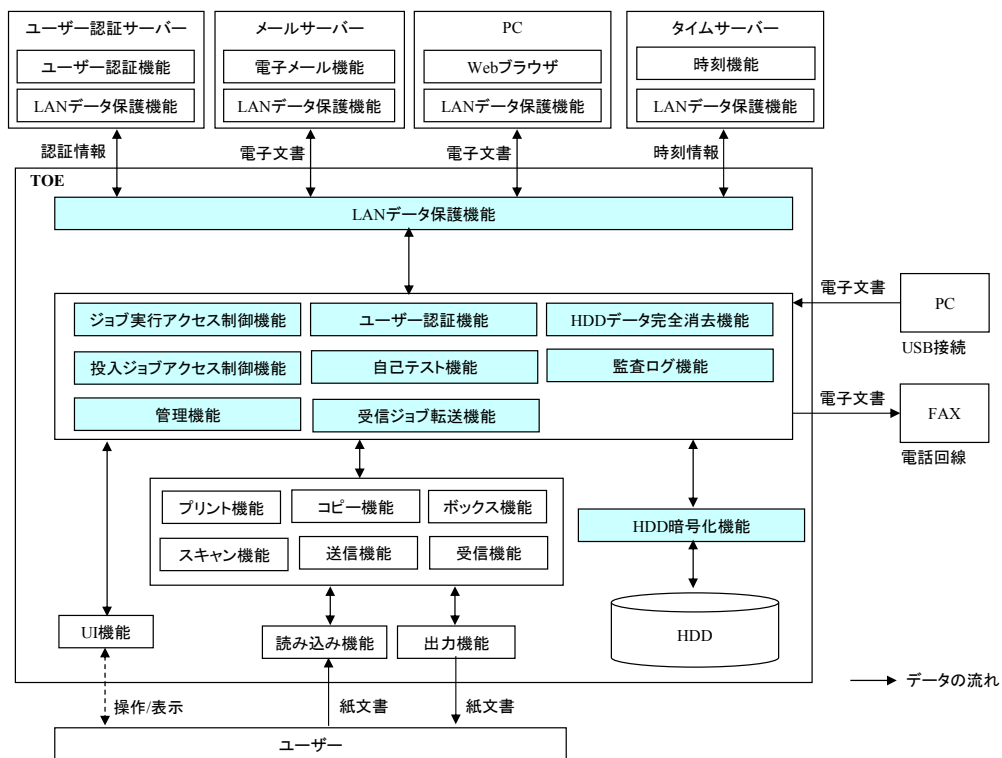 ユーザー認証サーバー
ユーザー認証機能
LANデータ保護機能
メールサーバー
電子メール機能
LANデータ保護機能
PC
Webブラウザ
LANデータ保護機能
タイムサーバー
時刻機能
LANデータ保護機能
認証情報
電子文書
電子文書
時刻情報
TOE
LANデータ保護機能
ジョブ実行アクセス制御機能
ユーザー認証機能
HDDデータ完全消去機能
投入ジョブアクセス制御機能
自己テスト機能
監査ログ機能
管理機能
受信ジョブ転送機能
電子文書
PC
USB接続
電子文書
FAX
電話回線
プリント機能
コピー機能
ボックス機能
スキャン機能
送信機能
受信機能
HDD暗号化機能
HDD
UI機能
読み込み機能
出力機能
データの流れ
操作/表示
紙文書
紙文書
ユーザー